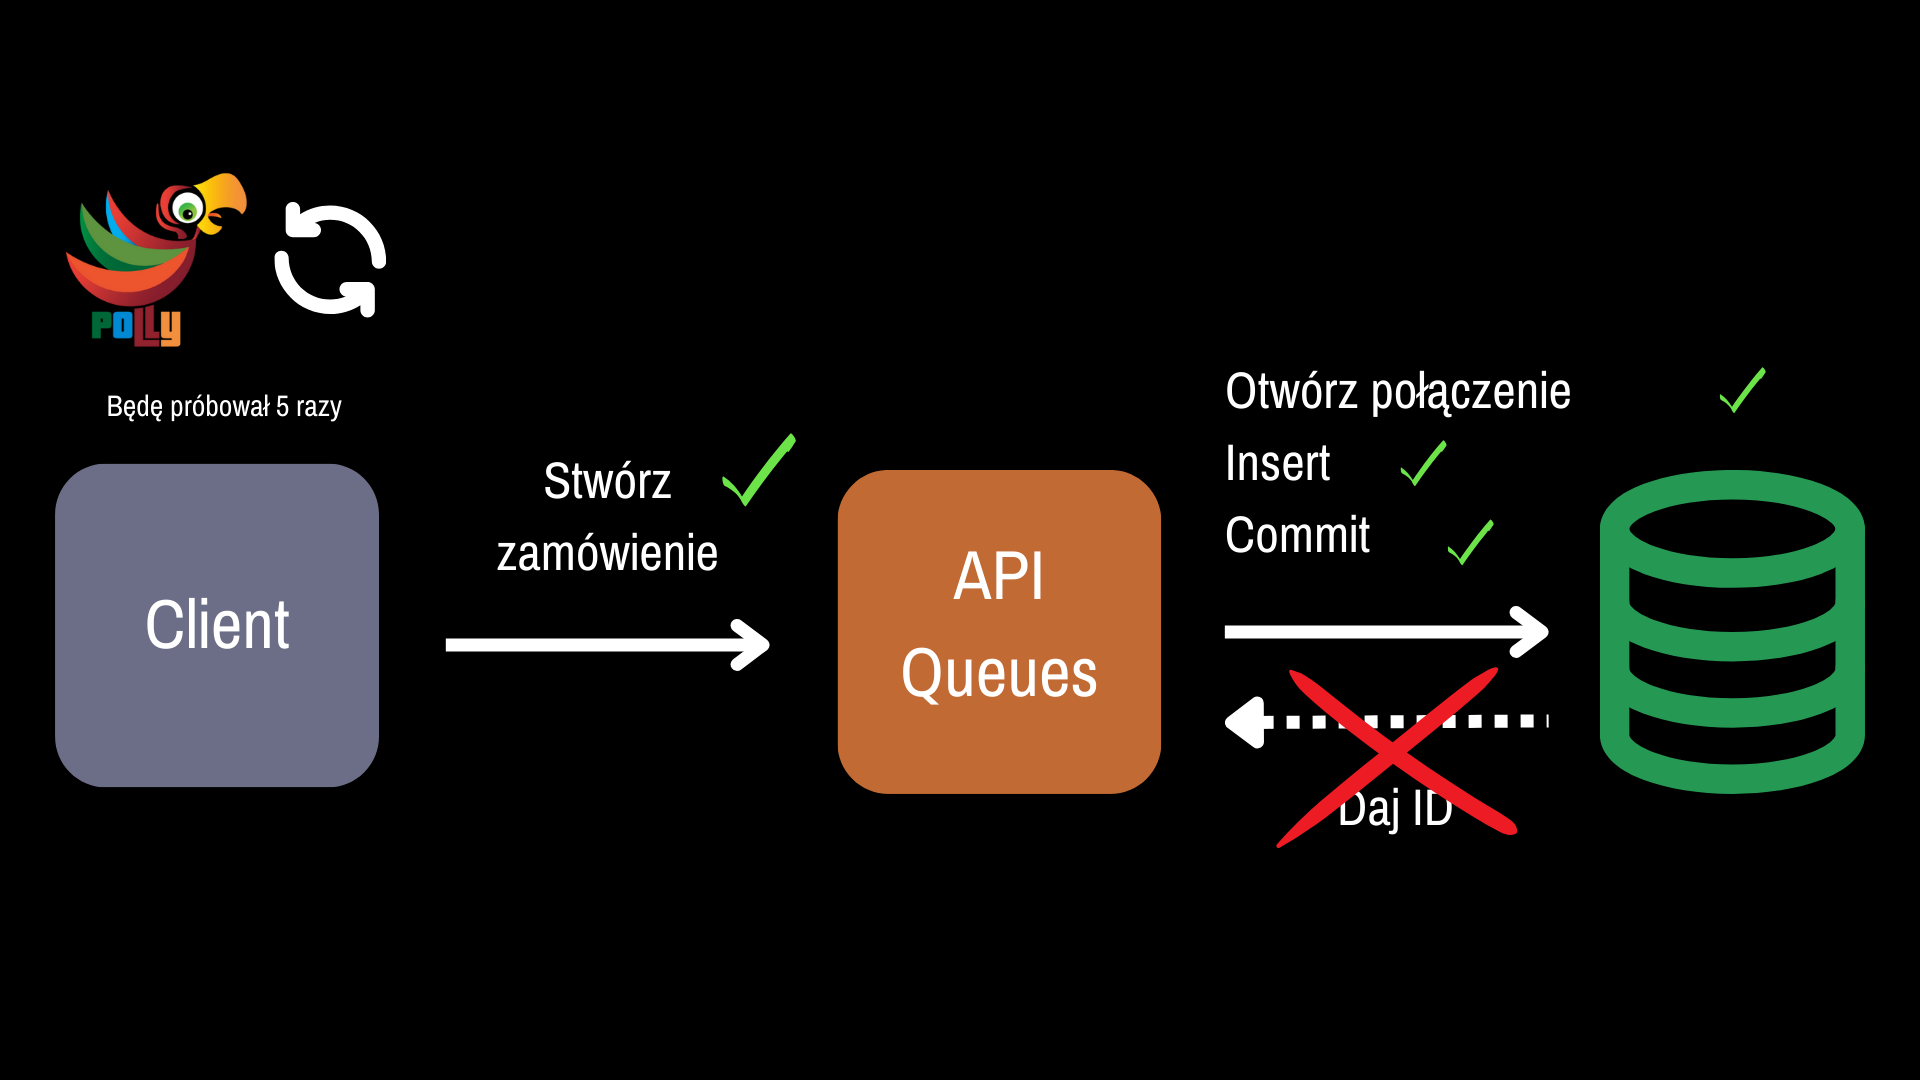 POLLY
Będę próbował 5 razy
Client
Stwórz
zamówienie
API
Queues
Otwórz połączenie
Insert
Commit
Daj ID